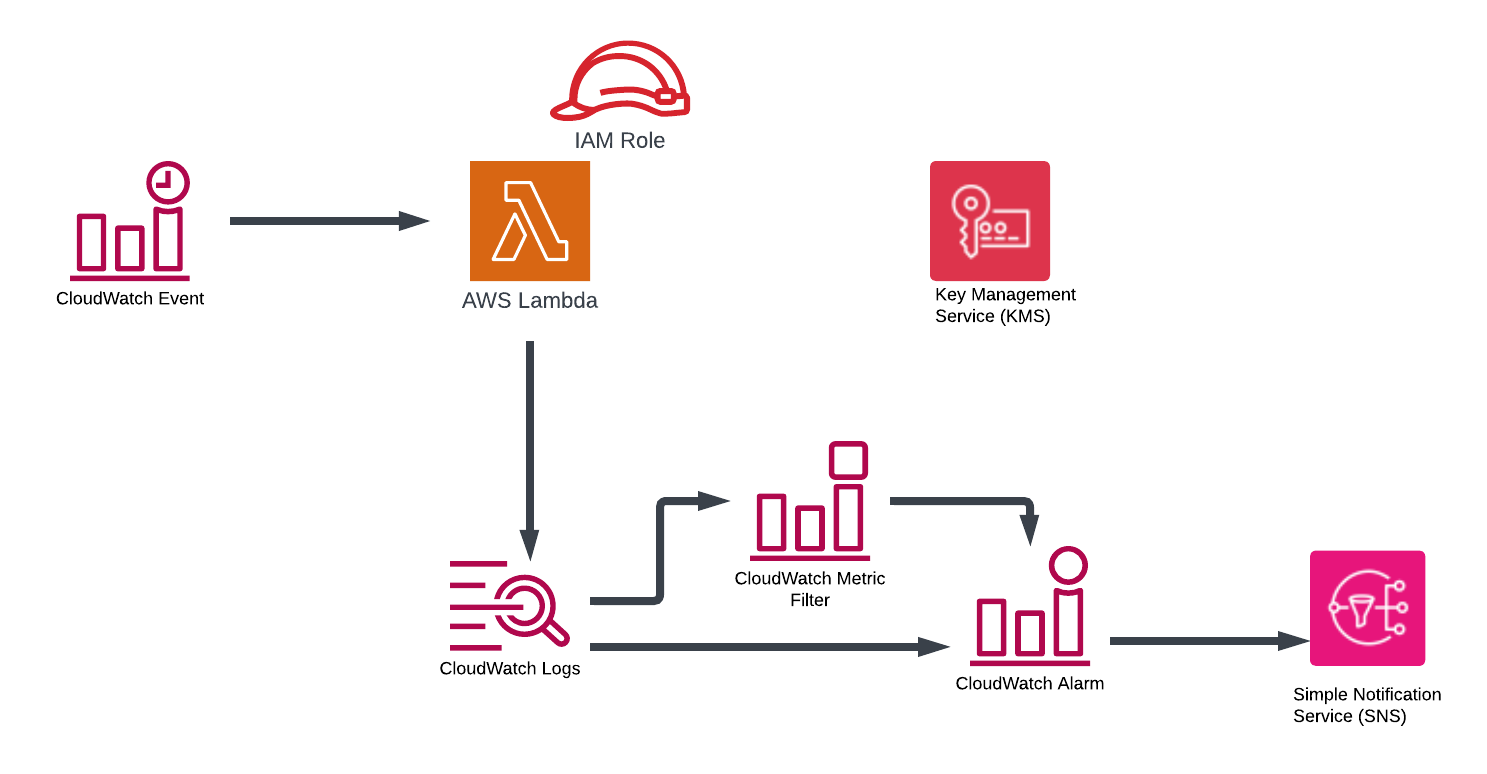 IAM Role
CloudWatch Event
AWS Lambda
Key Management
Service (KMS)
CloudWatch Metric
Filter
CloudWatch Logs
CloudWatch Alarm
Simple Notification
Service (SNS)